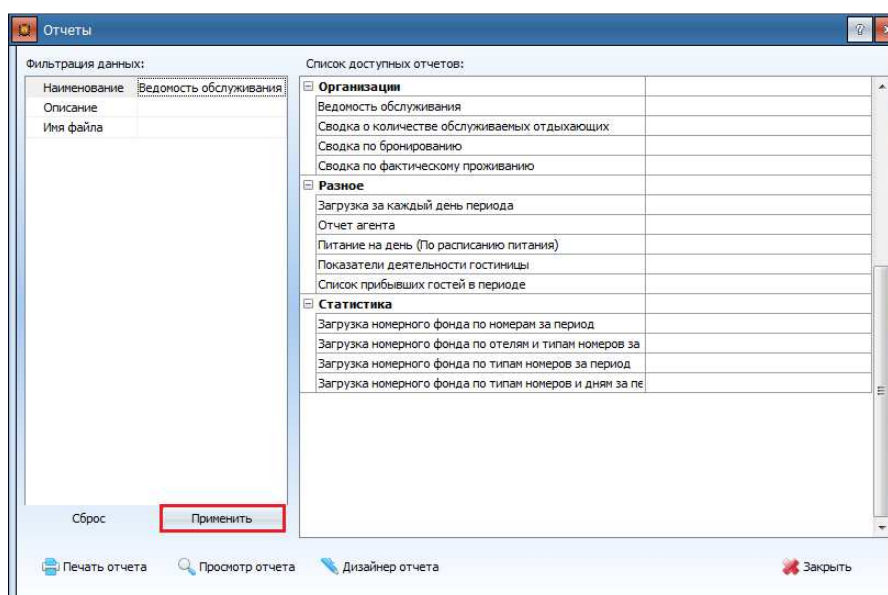 Отчеты
Фильтрация данных:
Наименование Ведомость обслуживания
Описание
Имя файла
Сброс Применить
Список доступных отчетов:
Организации
Ведомость обслуживания
Сводка о количестве обслуживаемых отдыхающих
Сводка по бронированию
Сводка по фактическому проживанию
Разное
Загрузка за каждый день периода
Отчет агента
Питание на день (По расписанию питания)
Показатели деятельности гостиницы
Список прибывших гостей в периоде
Статистика
Загрузка номерного фонда по номерам за период
Загрузка номерного фонда по отелям и типам номеров за
Загрузка номерного фонда по типам номеров за период
Загрузка номерного фонда по типам номеров и дням за пе
Печать отчета Просмотр отчета Дизайнер отчета Закрыть